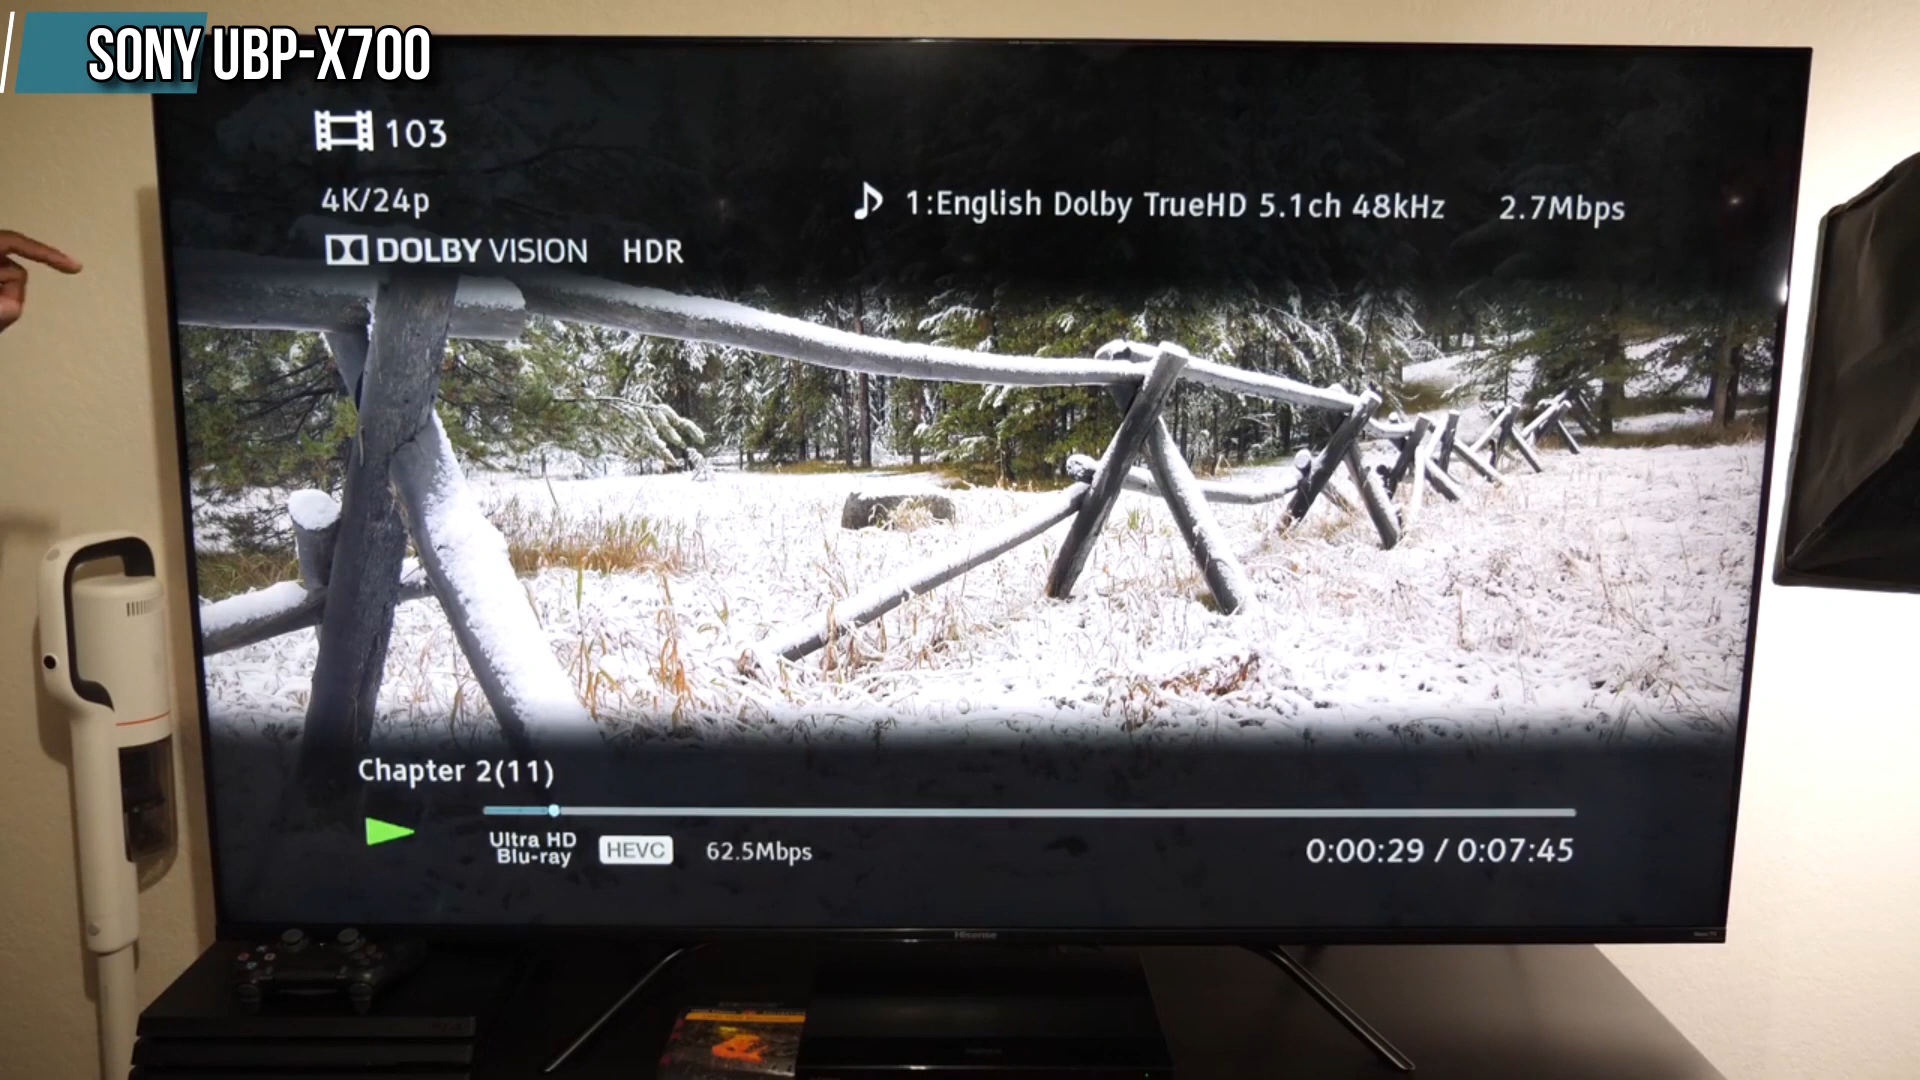 SONY UBP-X700
103
4K/24p
1:English Dolby TrueHD 5.1ch 48kHz 2.7Mbps
DOLBY VISION HDR
Chapter 2(11)
Ultra HD
Blu-ray
HEVC
62.5Mbps
0:00:29 / 0:07:45
Hisense